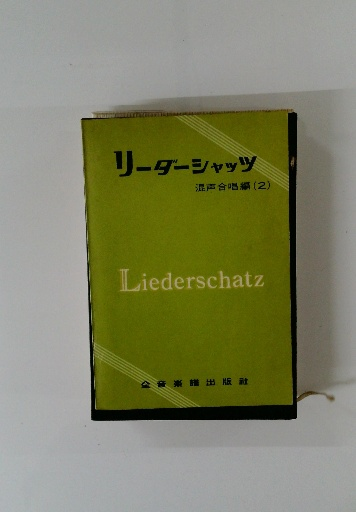 リーダーシャッツ
混声合唱編(2)
Liederschatz
全音楽譜出版社